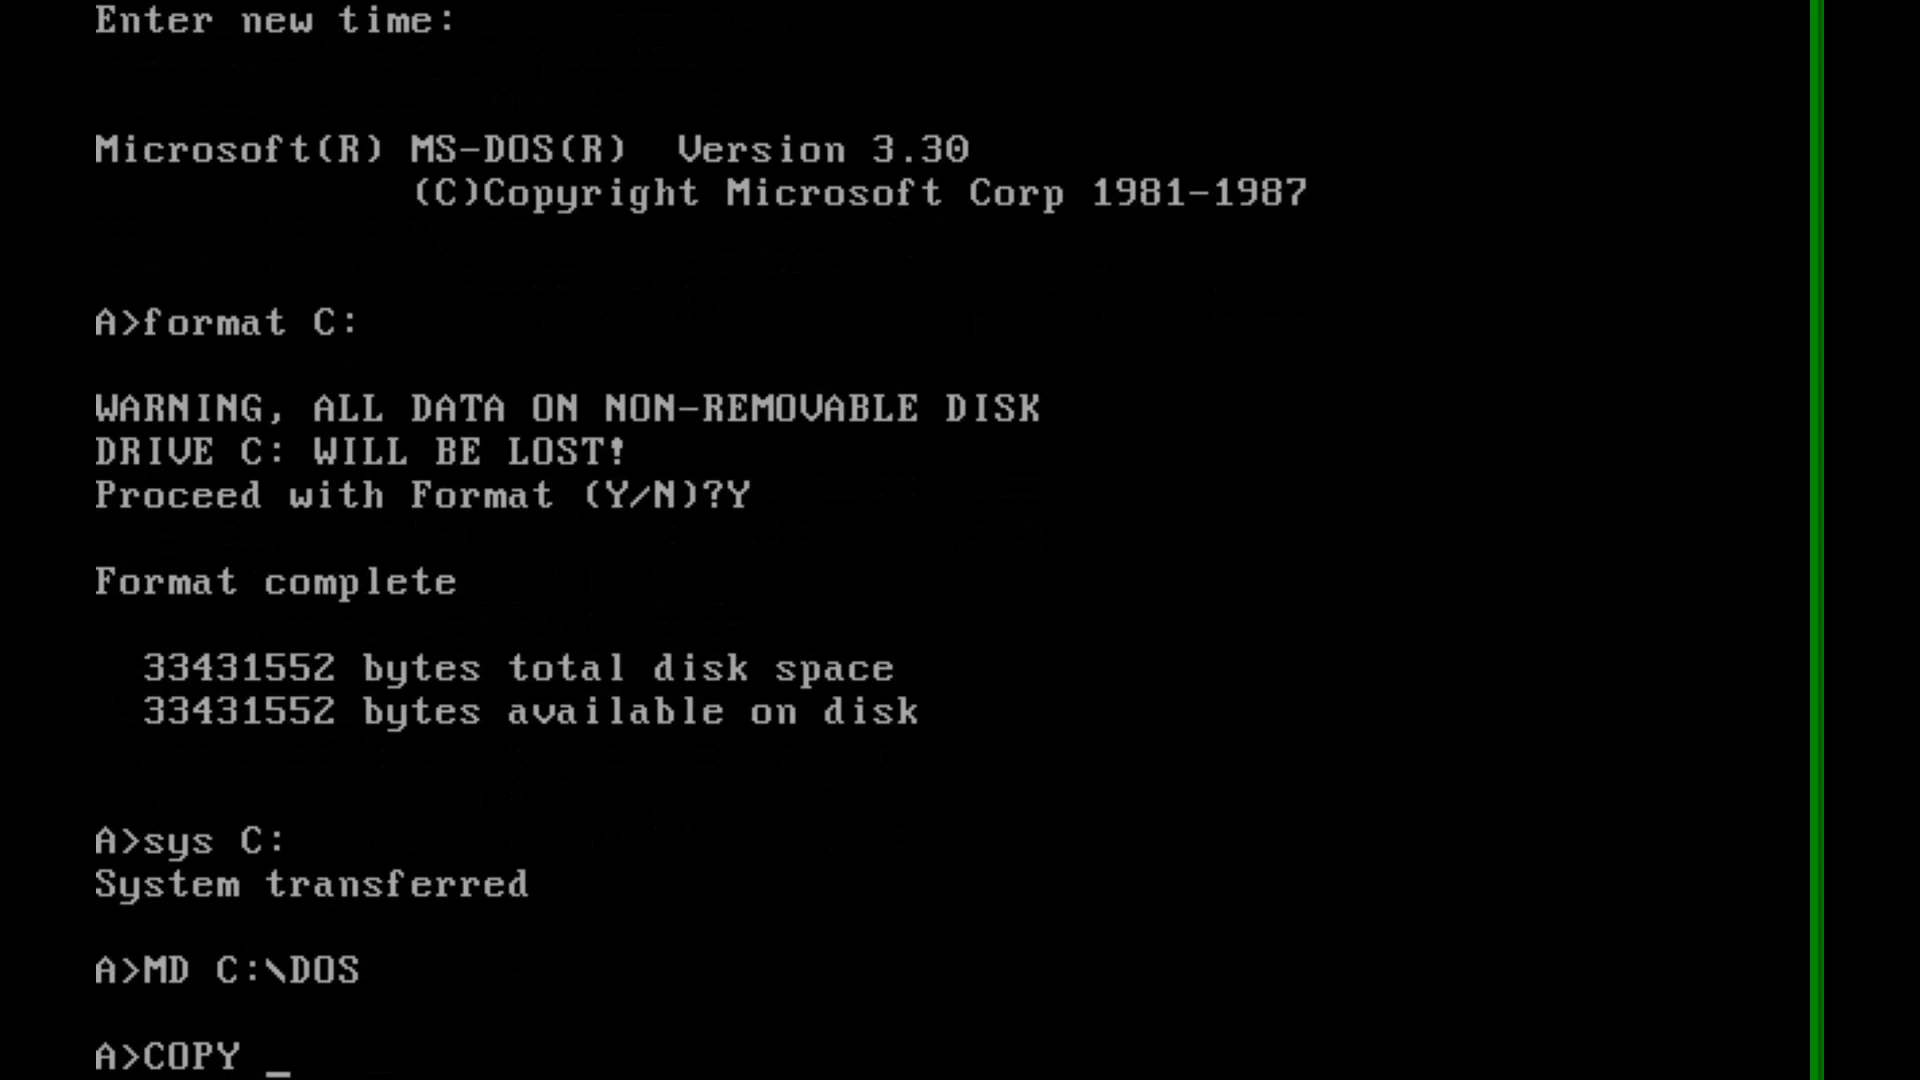 Enter new time:
Microsoft(R) MS-DOS(R)  Version 3.30
(C)Copyright Microsoft Corp 1981-1987
A>format C:
WARNING, ALL DATA ON NON-REMOVABLE DISK
DRIVE C: WILL BE LOST!
Proceed with Format (Y/N)?Y
Format complete
33431552 bytes total disk space
33431552 bytes available on disk
A>sys C:
System transferred
A>MD C:\DOS
A>COPY _